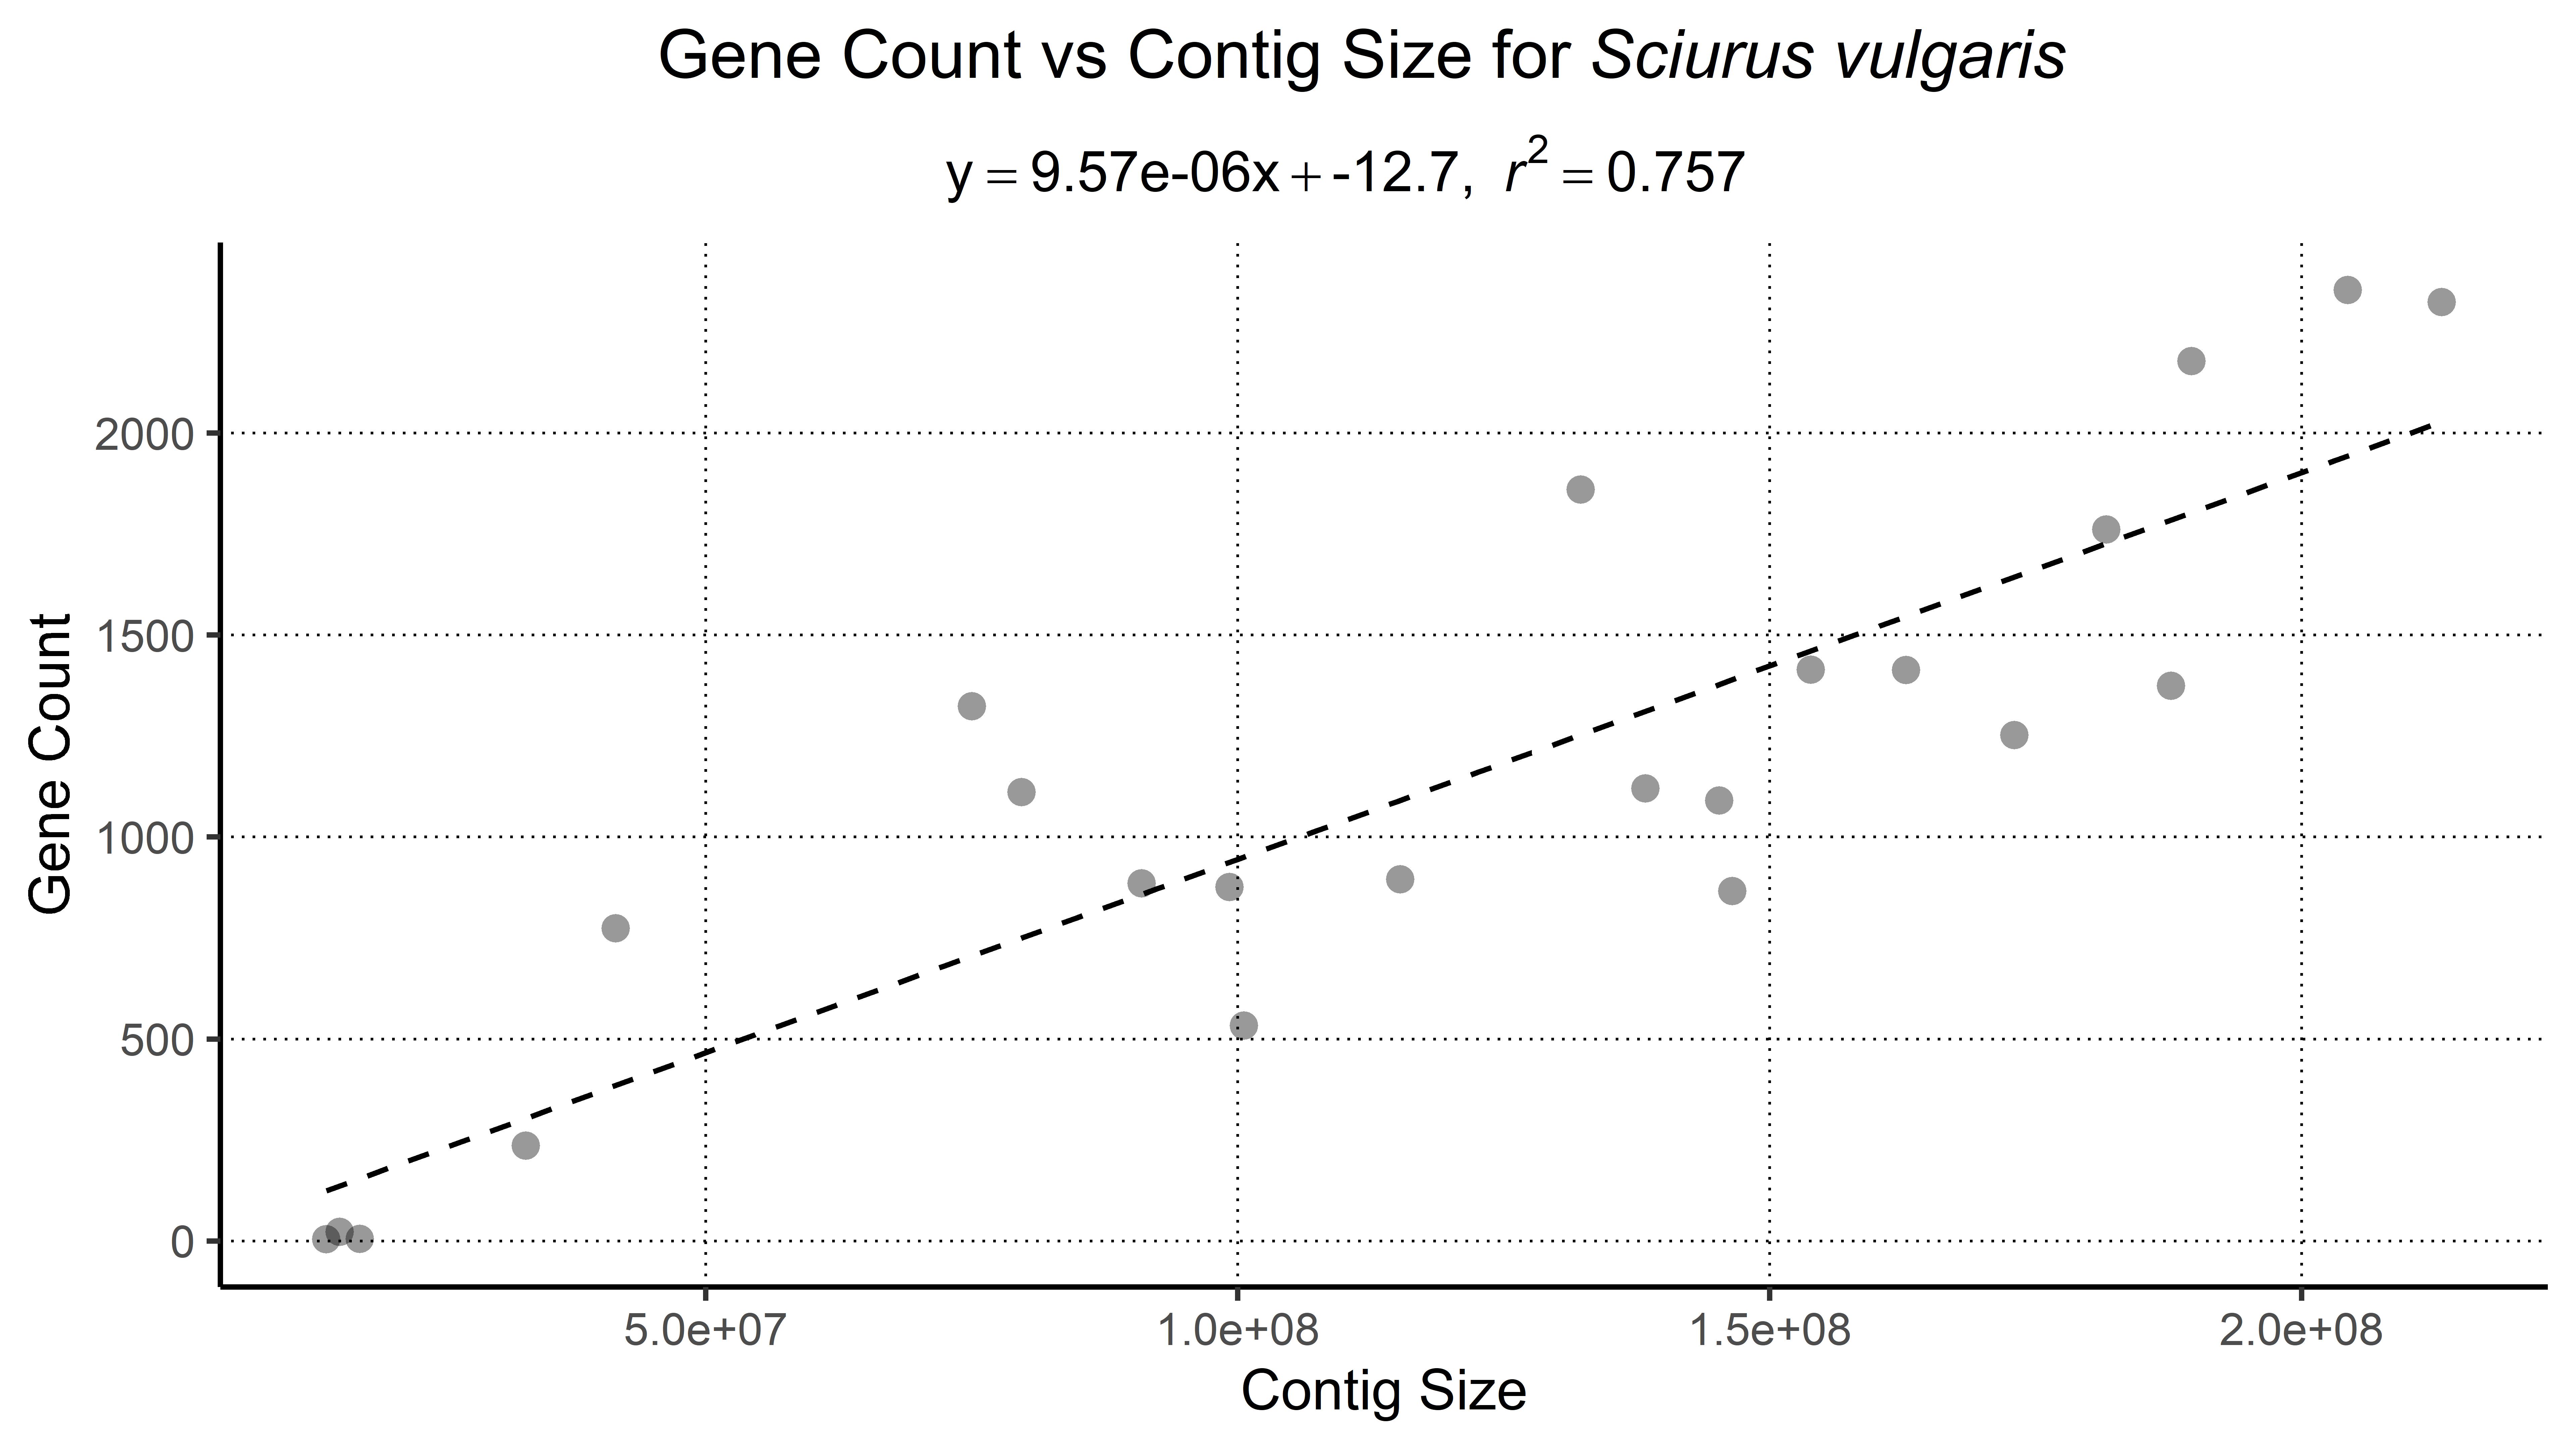 Gene Count vs Contig Size for Sciurus vulgaris
y = 9.57e-06x + -12.7, r² = 0.757
Gene Count
2000
1500
1000
500
0
5.0e+07 1.0e+08 1.5e+08 2.0e+08
Contig Size